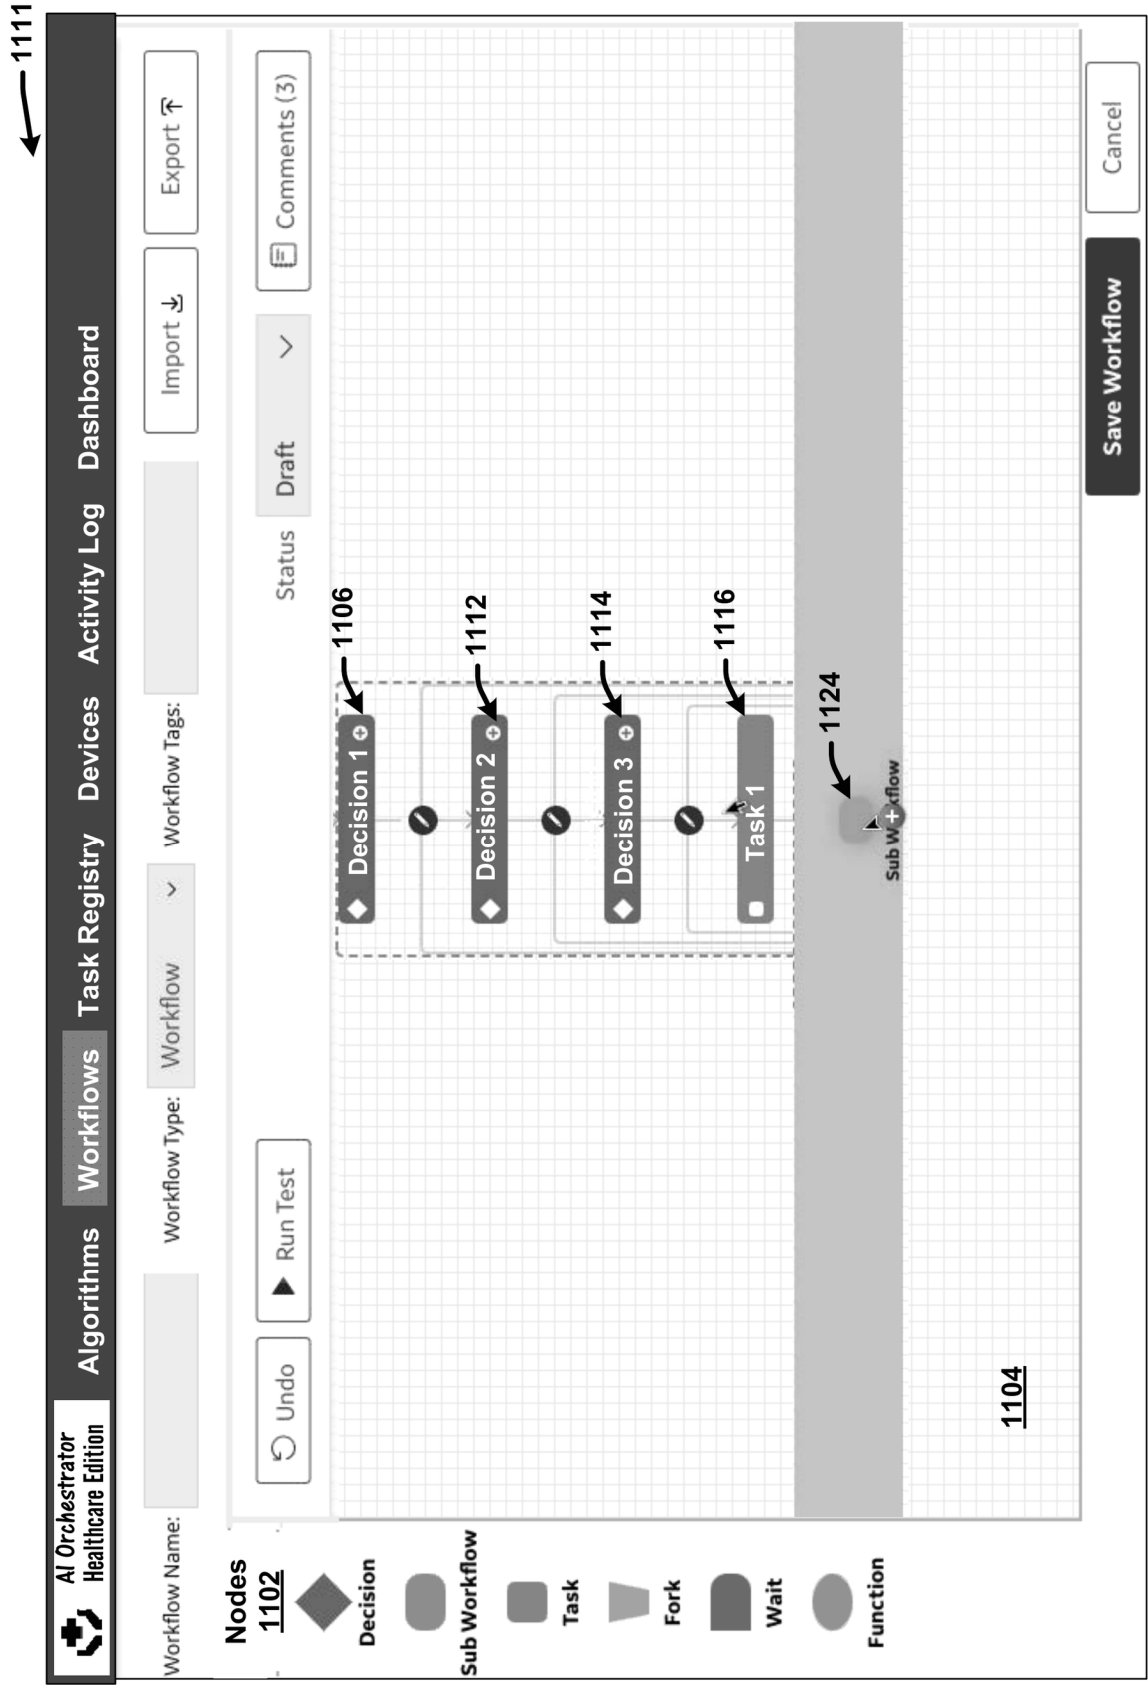 1111
AI Orchestrator
Healthcare Edition
Algorithms Workflows Task Registry Devices Activity Log Dashboard
Workflow Name: Workflow Type: Workflow Workflow Tags: Import Export
Nodes
1102
Undo Run Test Status Draft Comments (3)
Decision
Sub Workflow
Task
Fork
Wait
Function
Decision 1
1106
Decision 2
1112
Decision 3
1114
Task 1
1116
1124
Sub W+kflow
1104
Save Workflow Cancel